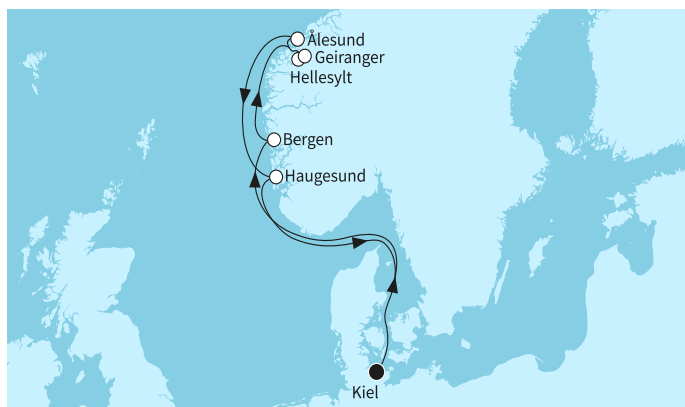 Ålesund
Geiranger
Hellesylt
Bergen
Haugesund
Kiel